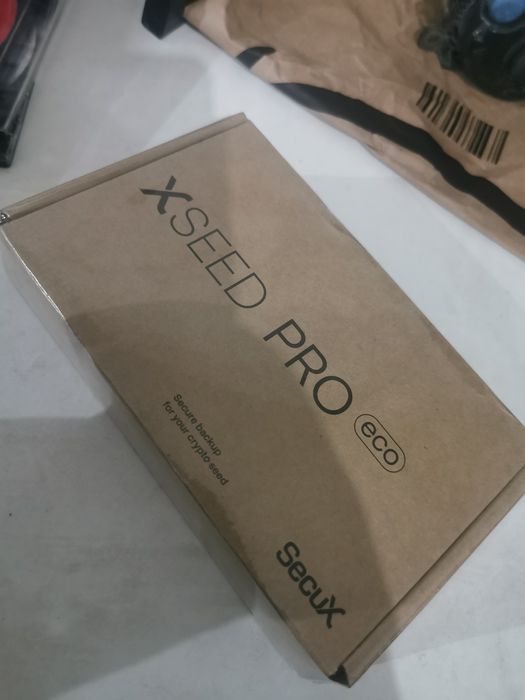 XSEED PRO eco
Secure backup
for your crypto seed
SecuX